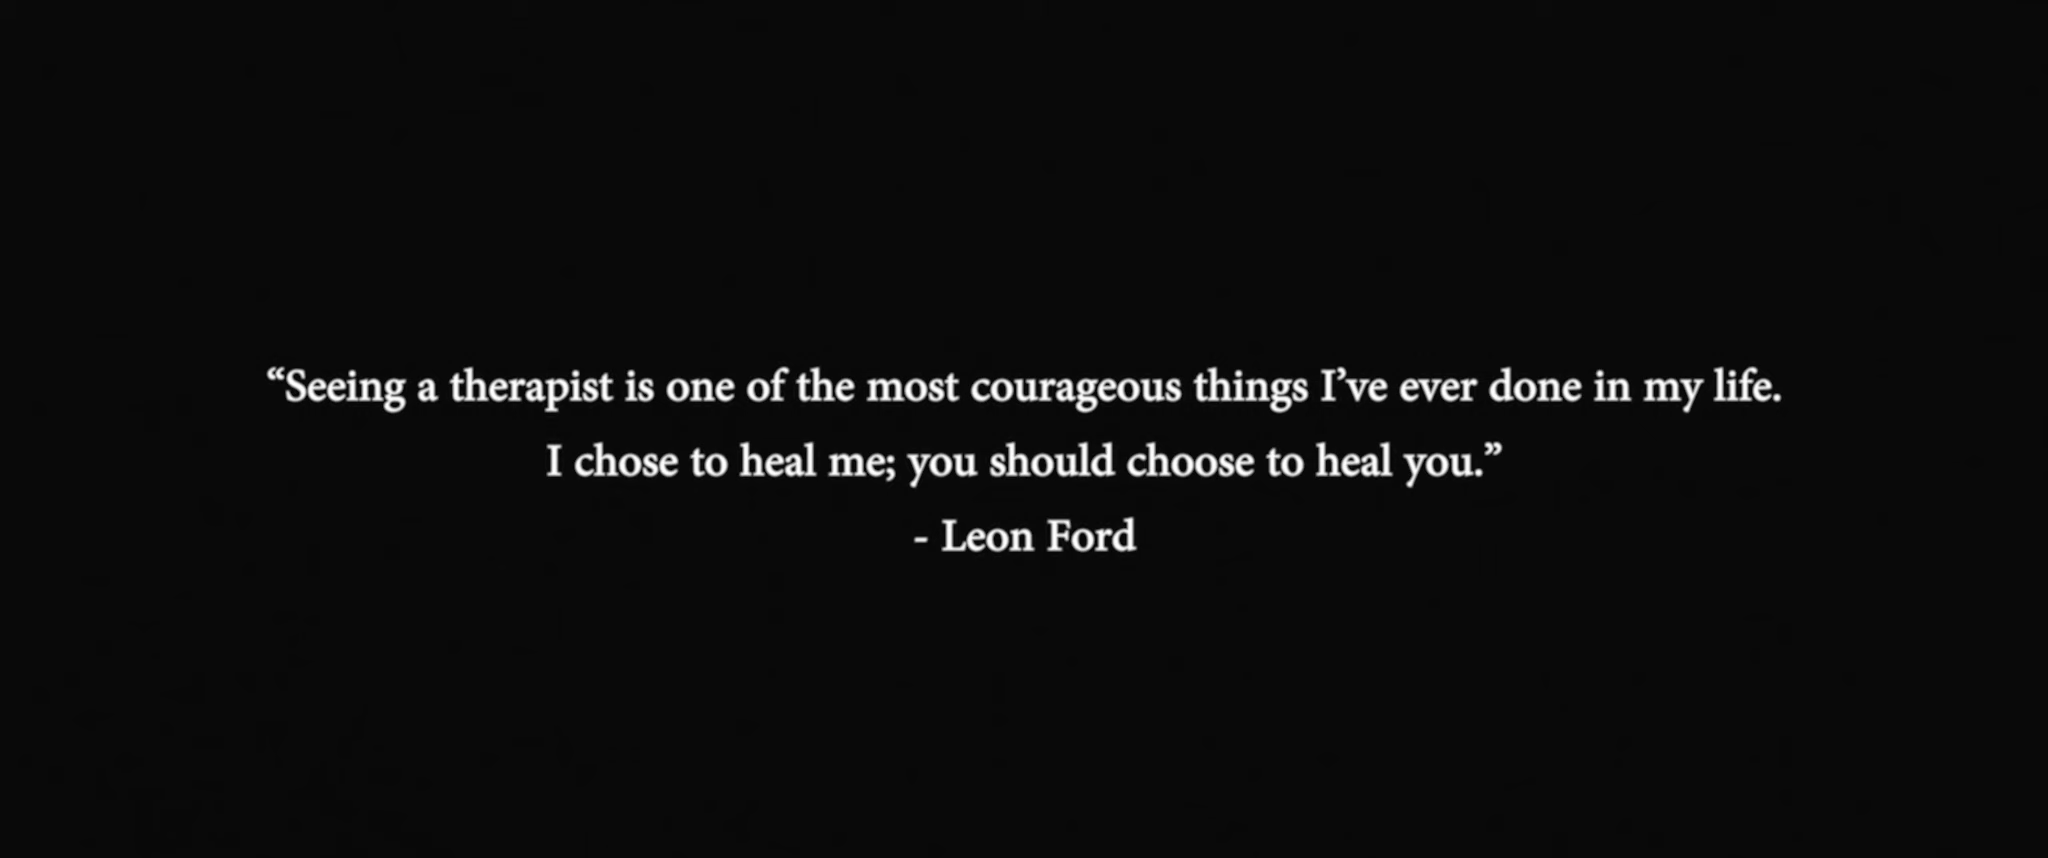 “Seeing a therapist is one of the most courageous things I’ve ever done in my life.
I chose to heal me; you should choose to heal you.”
- Leon Ford